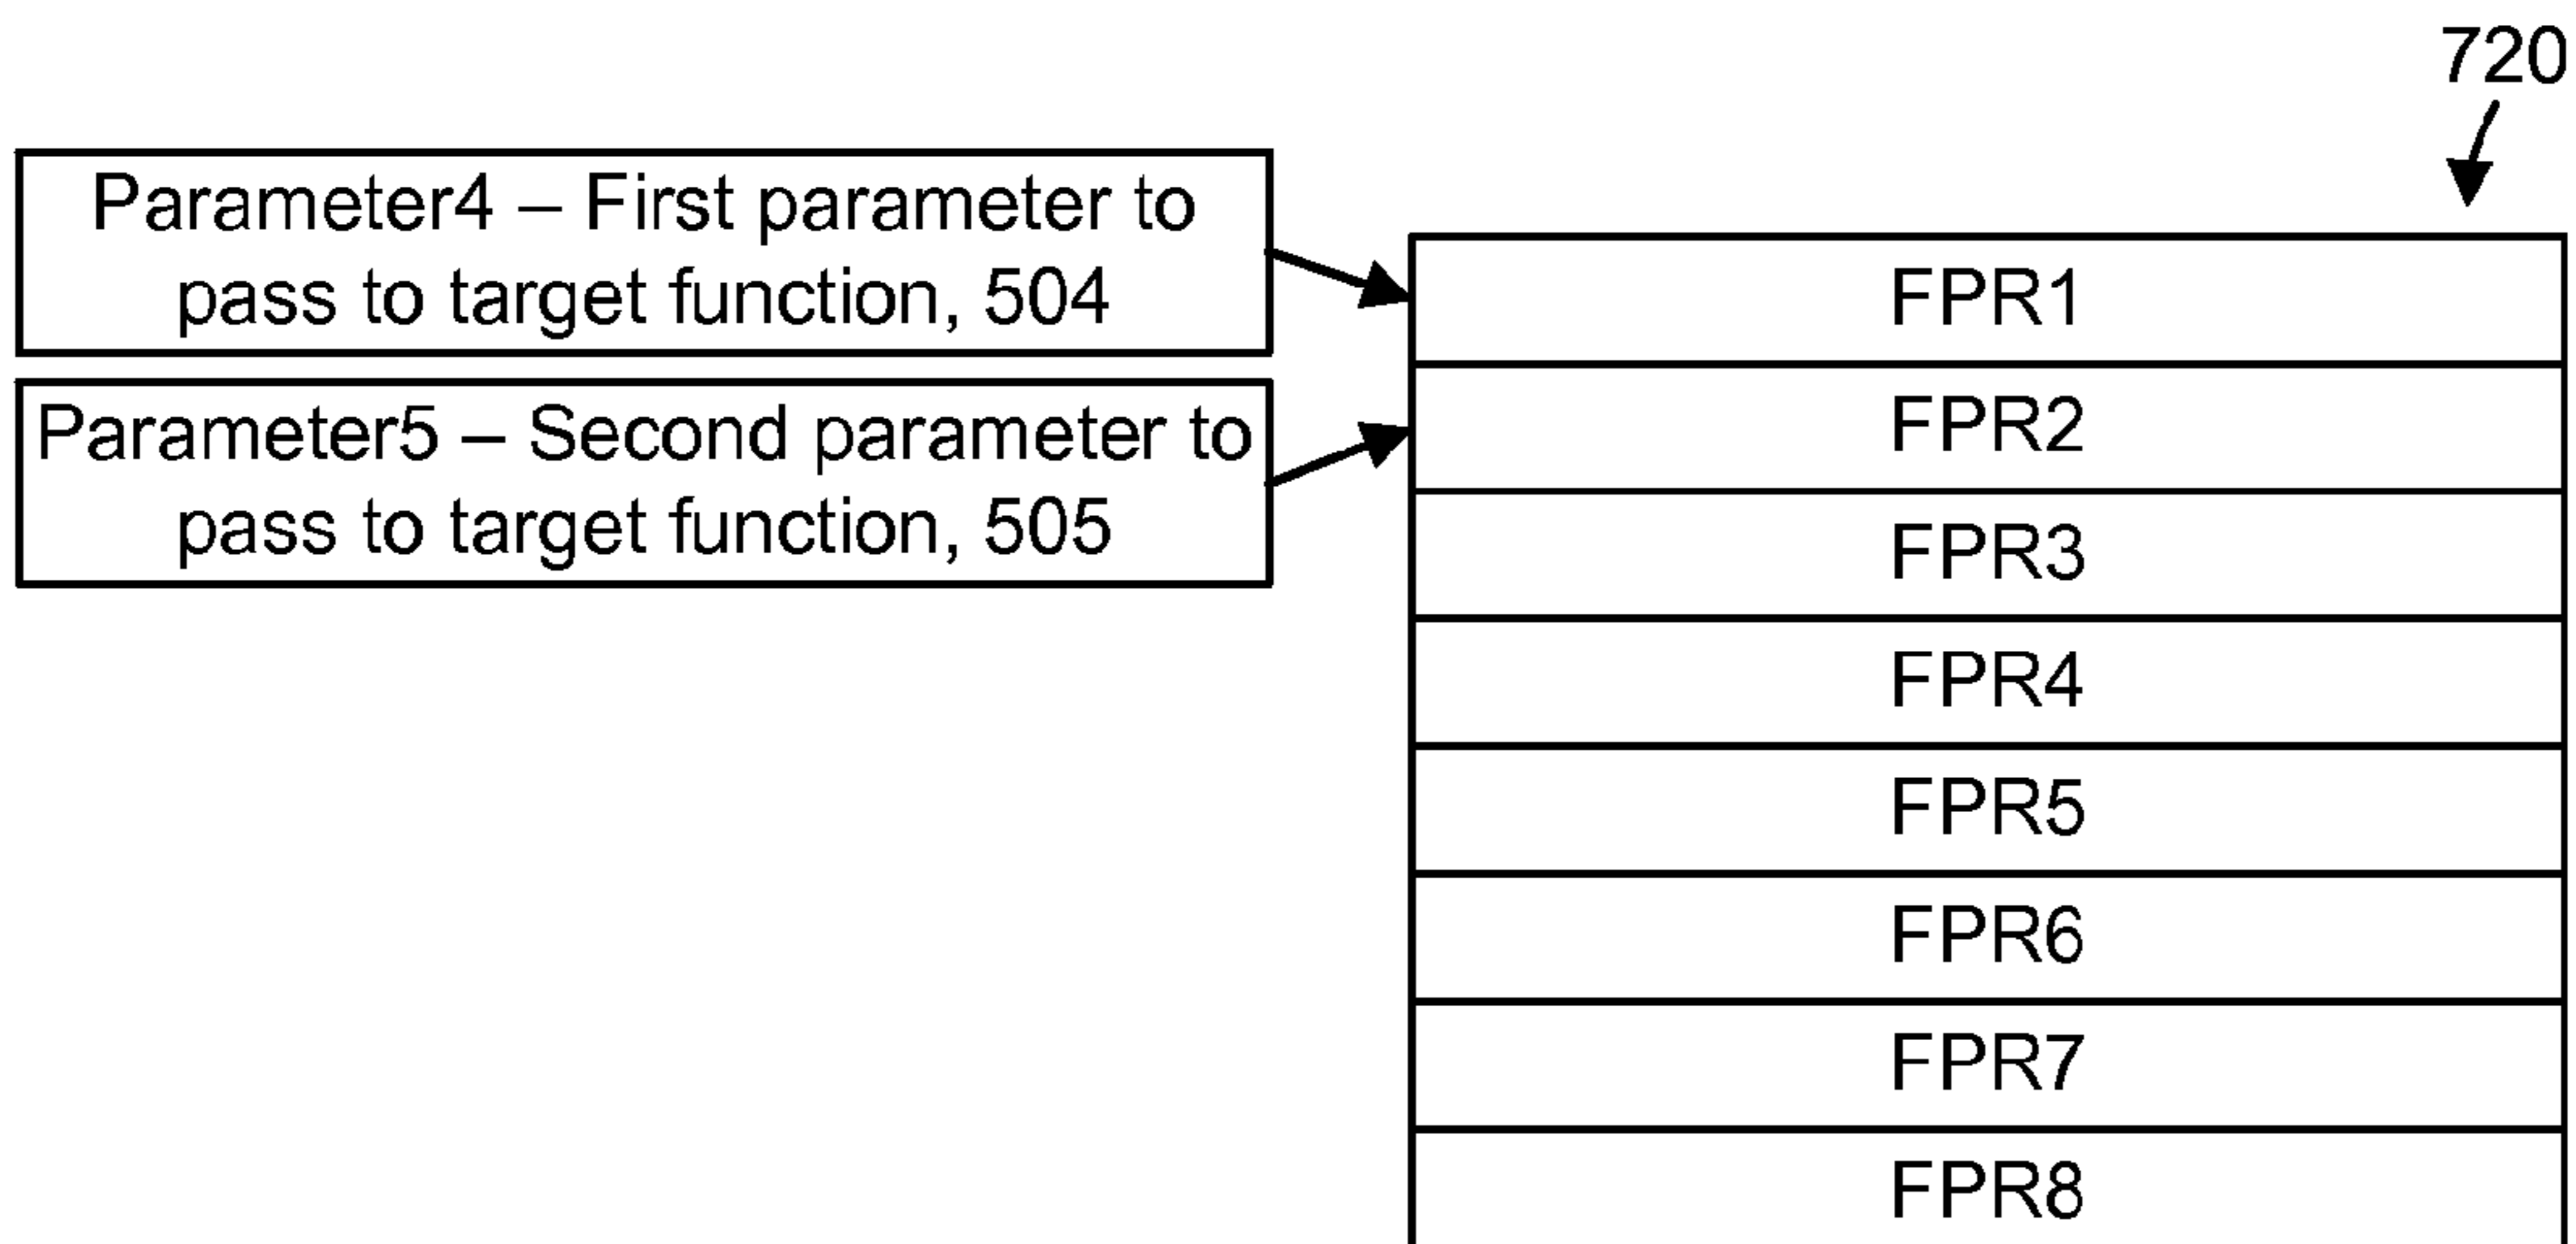 720
Parameter4 – First parameter to
pass to target function, 504
Parameter5 – Second parameter to
pass to target function, 505
FPR1
FPR2
FPR3
FPR4
FPR5
FPR6
FPR7
FPR8